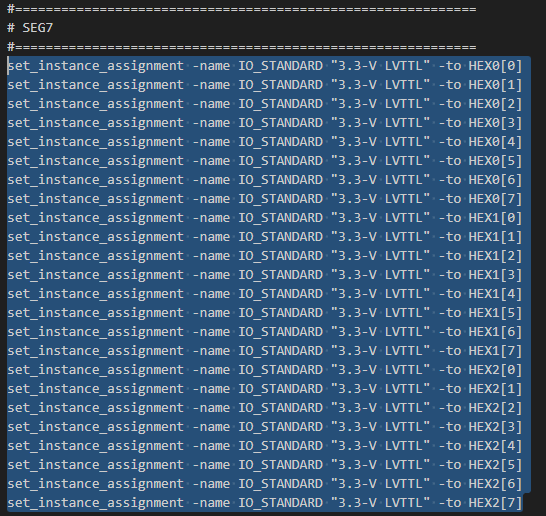 #============================================================
# SEG7
#============================================================
set_instance_assignment -name IO_STANDARD "3.3-V LVTTL" -to HEX0[0]
set_instance_assignment -name IO_STANDARD "3.3-V LVTTL" -to HEX0[1]
set_instance_assignment -name IO_STANDARD "3.3-V LVTTL" -to HEX0[2]
set_instance_assignment -name IO_STANDARD "3.3-V LVTTL" -to HEX0[3]
set_instance_assignment -name IO_STANDARD "3.3-V LVTTL" -to HEX0[4]
set_instance_assignment -name IO_STANDARD "3.3-V LVTTL" -to HEX0[5]
set_instance_assignment -name IO_STANDARD "3.3-V LVTTL" -to HEX0[6]
set_instance_assignment -name IO_STANDARD "3.3-V LVTTL" -to HEX0[7]
set_instance_assignment -name IO_STANDARD "3.3-V LVTTL" -to HEX1[0]
set_instance_assignment -name IO_STANDARD "3.3-V LVTTL" -to HEX1[1]
set_instance_assignment -name IO_STANDARD "3.3-V LVTTL" -to HEX1[2]
set_instance_assignment -name IO_STANDARD "3.3-V LVTTL" -to HEX1[3]
set_instance_assignment -name IO_STANDARD "3.3-V LVTTL" -to HEX1[4]
set_instance_assignment -name IO_STANDARD "3.3-V LVTTL" -to HEX1[5]
set_instance_assignment -name IO_STANDARD "3.3-V LVTTL" -to HEX1[6]
set_instance_assignment -name IO_STANDARD "3.3-V LVTTL" -to HEX1[7]
set_instance_assignment -name IO_STANDARD "3.3-V LVTTL" -to HEX2[0]
set_instance_assignment -name IO_STANDARD "3.3-V LVTTL" -to HEX2[1]
set_instance_assignment -name IO_STANDARD "3.3-V LVTTL" -to HEX2[2]
set_instance_assignment -name IO_STANDARD "3.3-V LVTTL" -to HEX2[3]
set_instance_assignment -name IO_STANDARD "3.3-V LVTTL" -to HEX2[4]
set_instance_assignment -name IO_STANDARD "3.3-V LVTTL" -to HEX2[5]
set_instance_assignment -name IO_STANDARD "3.3-V LVTTL" -to HEX2[6]
set_instance_assignment -name IO_STANDARD "3.3-V LVTTL" -to HEX2[7]